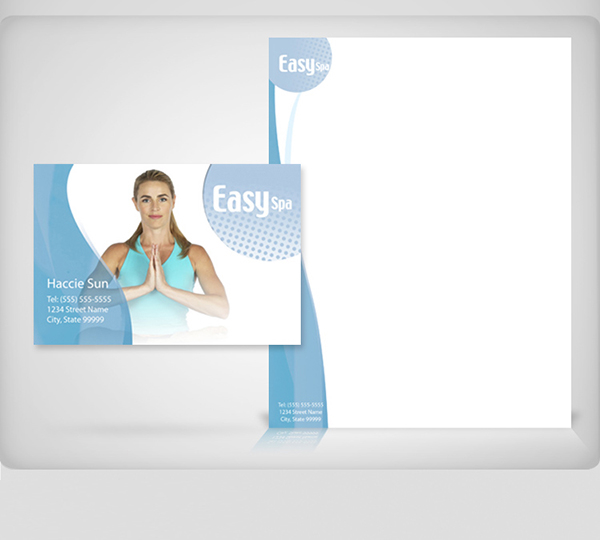 Easy Spa
Easy Spa
Haccie Sun
Tel: (555) 555-5555
1234 Street Name
City, State 99999
Tel: (555) 555-5555
1234 Street Name
City, State 99999